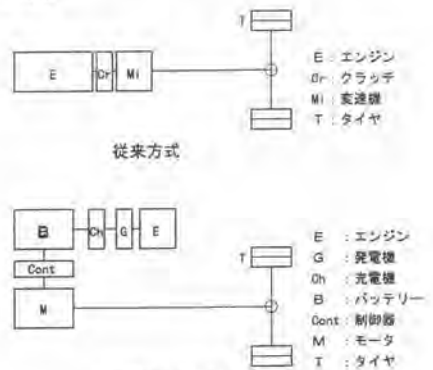 T
E Cr Mi
E : エンジン
Cr : クラッチ
Mi : 変速機
T : タイヤ
従来方式
B Ch G E
Cont
M
T
E : エンジン
G : 発電機
Ch : 充電機
B : バッテリー
Cont : 制御器
M : モータ
T : タイヤ